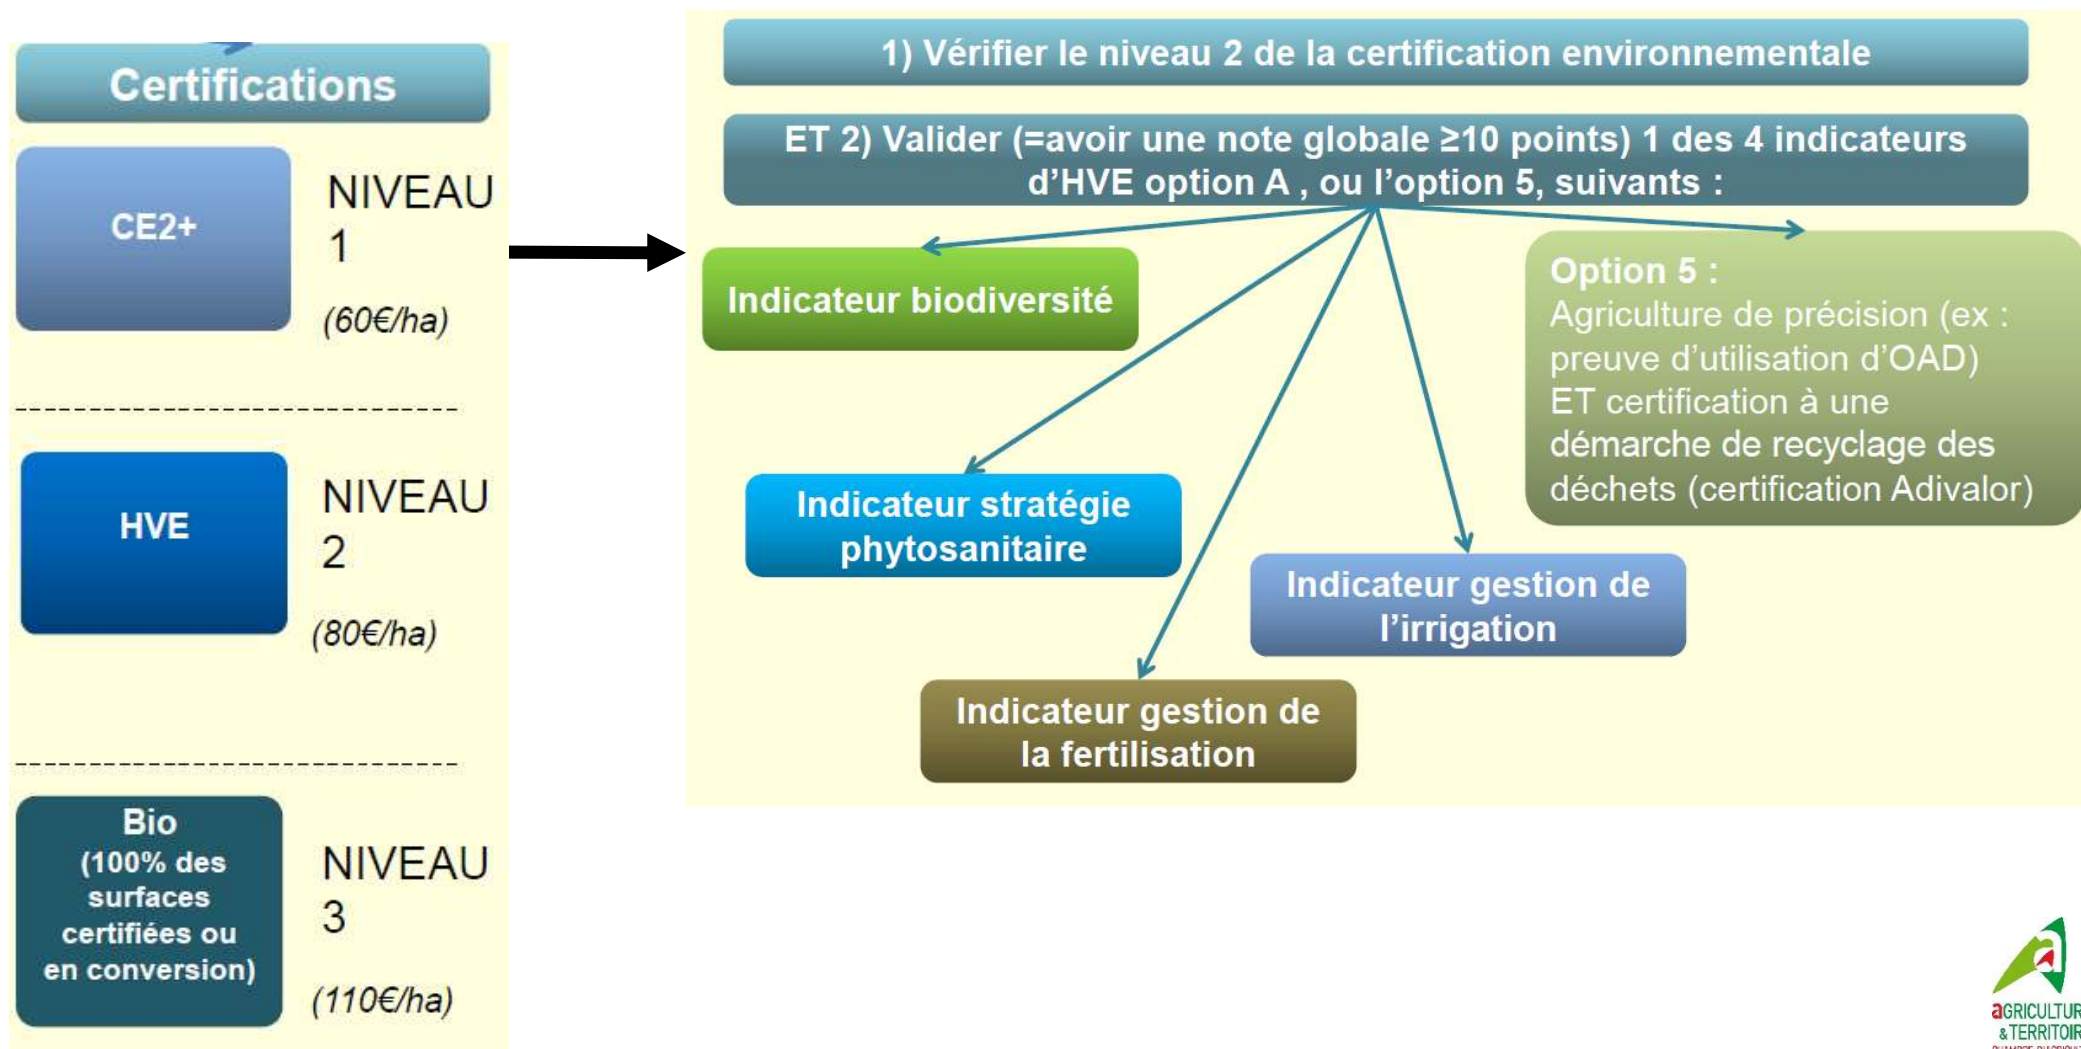 Certifications
CE2+
NIVEAU
1
(60€/ha)
HVE
NIVEAU
2
(80€/ha)
Bio
(100% des
surfaces
certifiées ou
en conversion)
NIVEAU
3
(110€/ha)
1) Vérifier le niveau 2 de la certification environnementale
ET 2) Valider (=avoir une note globale ≥10 points) 1 des 4 indicateurs
d’HVE option A , ou l’option 5, suivants :
Indicateur biodiversité
Option 5 :
Agriculture de précision (ex :
preuve d’utilisation d’OAD)
ET certification à une
démarche de recyclage des
déchets (certification Adivalor)
Indicateur stratégie
phytosanitaire
Indicateur gestion de
l’irrigation
Indicateur gestion de
la fertilisation
a
AGRICULTUR
& TERRITOIR